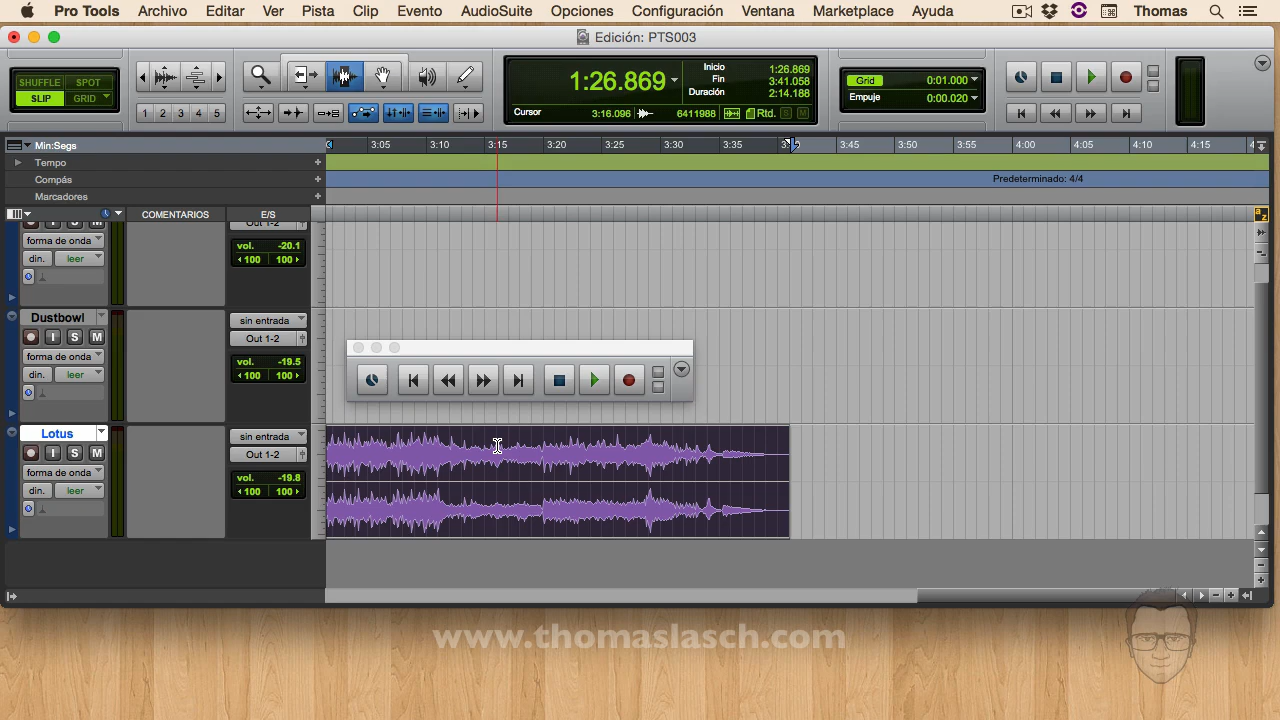 Pro Tools Archivo Editar Ver Pista Clip Evento AudioSuite Opciones Configuración Ventana Marketplace Ayuda Thomas
Edición: PTS003
SHUFFLE SPOT
SLIP GRID
1 2 3 4 5
1:26.869
Inicio 1:26.869
Fin 3:41.058
Duración 2:14.188
Cursor 3:16.096 6411988 Rtd. S M
Grid 0:01.000
Empuje 0:00.020
Min:Segs 3:05 3:10 3:15 3:20 3:25 3:30 3:35 3:45 3:50 3:55 4:00 4:05 4:10 4:15
Tempo
Compás Predeterminado: 4/4
Marcadores
COMENTARIOS E/S
I S M Out 1-2
forma de onda vol. -20.1
din. leer 100 100
Dustbowl sin entrada
I S M Out 1-2
forma de onda vol. -19.5
din. leer 100 100
Lotus sin entrada
I S M Out 1-2
forma de onda vol. -19.8
din. leer 100 100
a z
www.thomaslasch.com